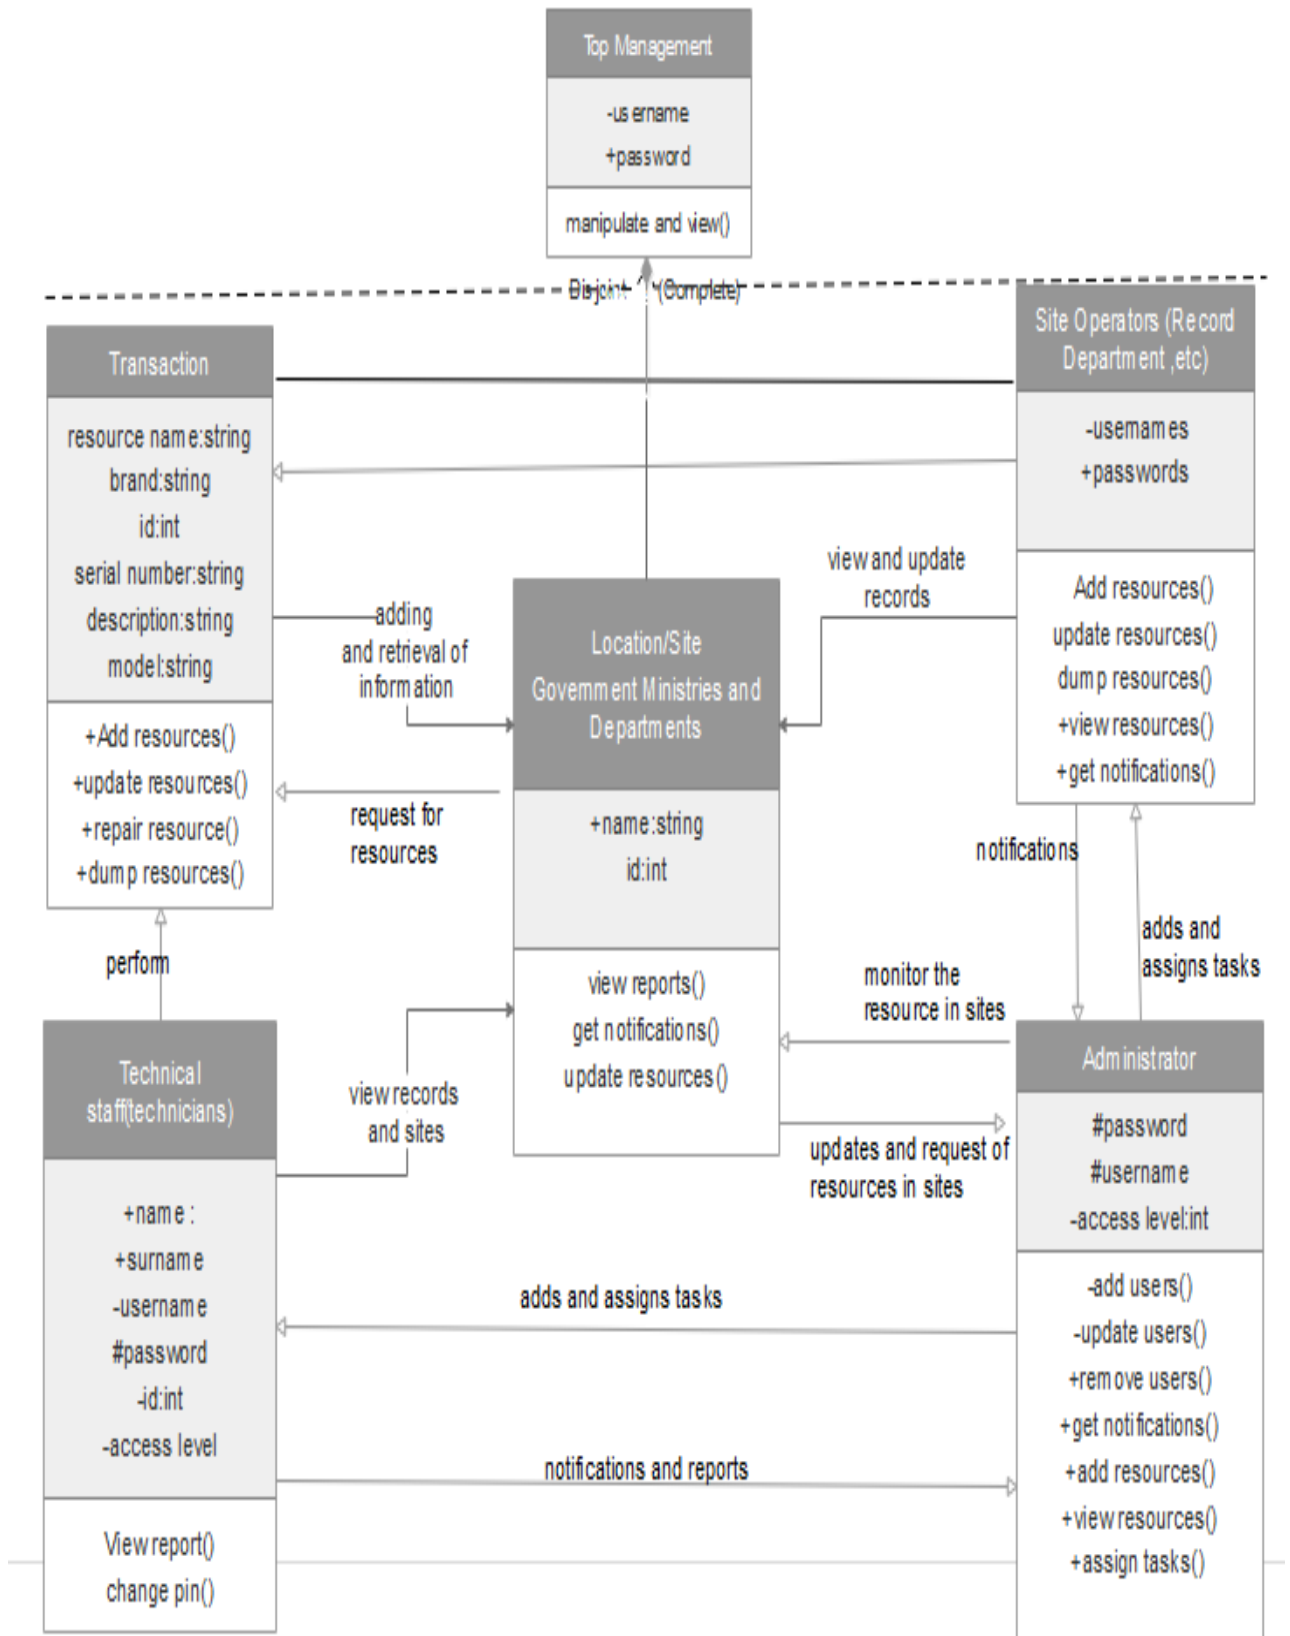 Top Management
-username
+password
manipulate and view()
Disjoint (Complete)
Transaction
resource name:string
brand:string
id:int
serial number:string
description:string
model:string
+Add resources()
+update resources()
+repair resource()
+dump resources()
Site Operators (Record
Department ,etc)
-usernames
+passwords
Add resources()
update resources()
dump resources()
+view resources()
+get notifications()
adding
and retrieval of
information
view and update
records
Location/Site
Government Ministries and
Departments
+name:string
id:int
view reports()
get notifications()
update resources()
request for
resources
notifications
adds and
assigns tasks
perform
monitor the
resource in sites
Technical
staff(technicians)
+name :
+surname
-username
#password
-id:int
-access level
View report()
change pin()
view records
and sites
updates and request of
resources in sites
Administrator
#password
#username
-access level:int
-add users()
-update users()
+remove users()
+get notifications()
+add resources()
+view resources()
+assign tasks()
adds and assigns tasks
notifications and reports